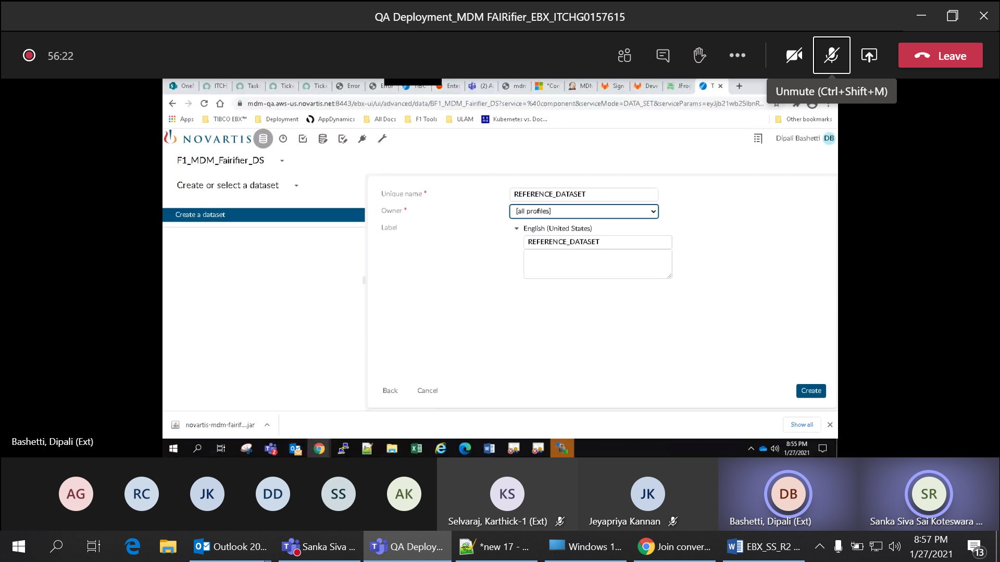 QA Deployment_MDM FAIRifier_EBX_ITCHG0157615
56:22
Leave
Unmute (Ctrl+Shift+M)
OneN ITCH Task Ticke Ticke Error Error TIBC Enter (2) A mdm "Con MDM Sign Deve JFrog T
mdm-qa.aws-us.novartis.net:8443/ebx-ui/ui/advanced/data/BF1_MDM_Fairifier_DS?service=%40component&serviceMode=DATA_SET&serviceParams=eyJjb21wb25lbnR...
Apps TIBCO EBX™ Deployment AppDynamics All Docs F1 Tools ULAM Kubernetes vs. Doc... Other bookmarks
NOVARTIS
Dipali Bashetti DB
F1_MDM_Fairifier_DS
Create or select a dataset
Create a dataset
Unique name * REFERENCE_DATASET
Owner * [all profiles]
Label English (United States)
REFERENCE_DATASET
Back Cancel Create
novartis-mdm-fairif....jar Show all
Bashetti, Dipali (Ext)
8:55 PM
1/27/2021
AG RC JK DD SS AK KS JK DB SR
Selvaraj, Karthick-1 (Ext) Jeyapriya Kannan Bashetti, Dipali (Ext) Sanka Siva Sai Koteswara ...
Outlook 20... Sanka Siva ... QA Deploy... *new 17 - ... Windows 1... Join conver... EBX_SS_R2 ...
8:57 PM
1/27/2021
13